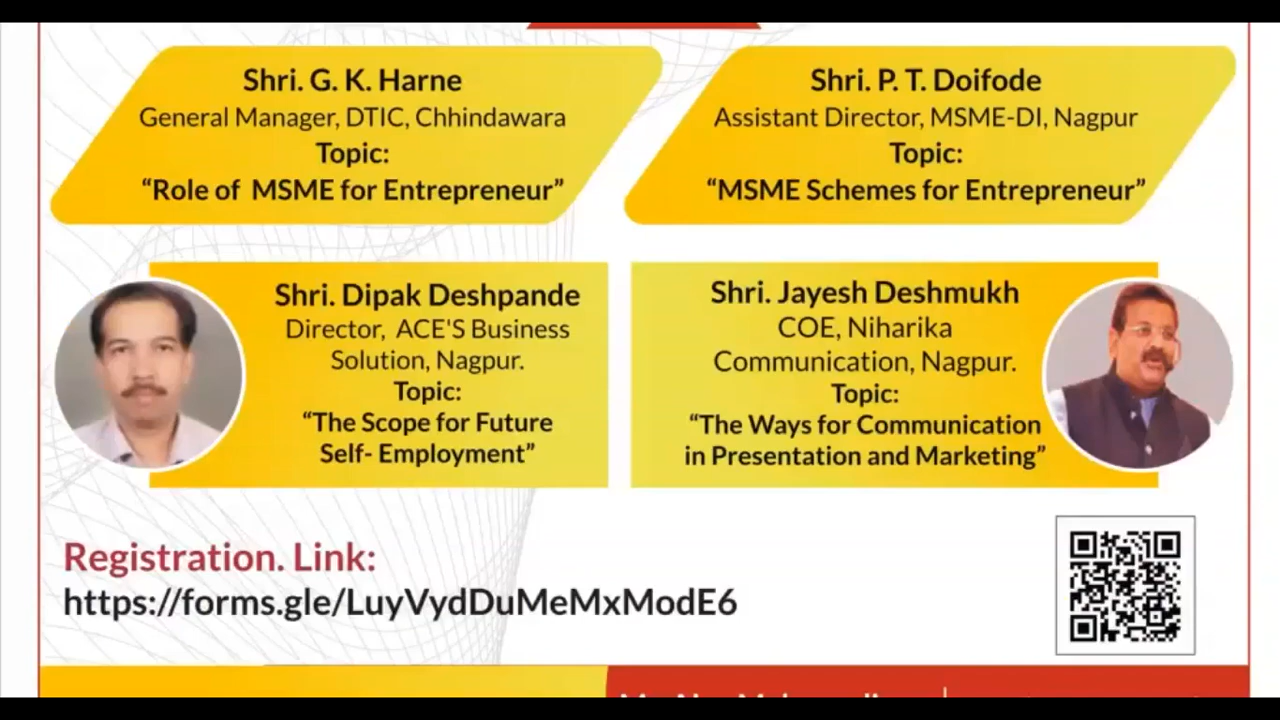 Shri. G. K. Harne
General Manager, DTIC, Chhindawara
Topic:
“Role of MSME for Entrepreneur”
Shri. P. T. Doifode
Assistant Director, MSME-DI, Nagpur
Topic:
“MSME Schemes for Entrepreneur”
Shri. Dipak Deshpande
Director, ACE'S Business
Solution, Nagpur.
Topic:
“The Scope for Future
Self- Employment”
Shri. Jayesh Deshmukh
COE, Niharika
Communication, Nagpur.
Topic:
“The Ways for Communication
in Presentation and Marketing”
Registration. Link:
https://forms.gle/LuyVydDuMeMxModE6